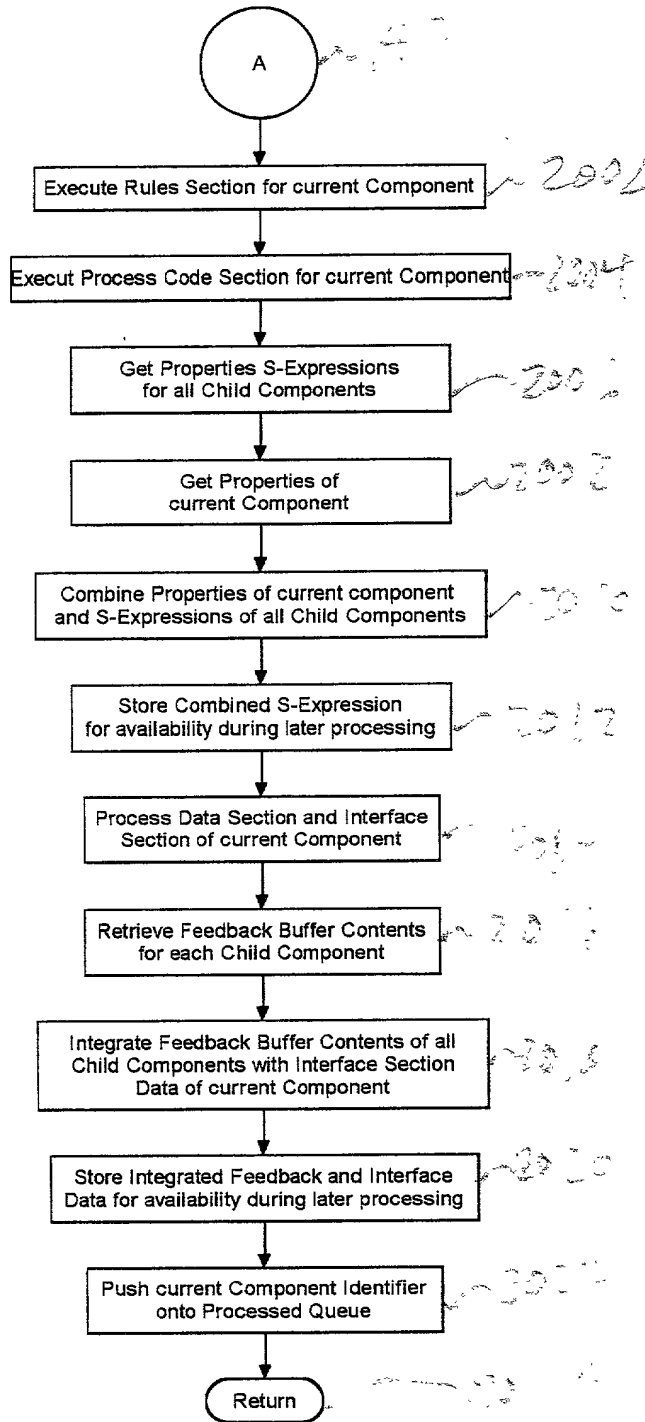 A
Execute Rules Section for current Component
Execut Process Code Section for current Component
2004
Get Properties S-Expressions
for all Child Components
Get Properties of
current Component
Combine Properties of current component
and S-Expressions of all Child Components
Store Combined S-Expression
for availability during later processing
2012
Process Data Section and Interface
Section of current Component
Retrieve Feedback Buffer Contents
for each Child Component
Integrate Feedback Buffer Contents of all
Child Components with Interface Section
Data of current Component
Store Integrated Feedback and Interface
Data for availability during later processing
Push current Component Identifier
onto Processed Queue
Return